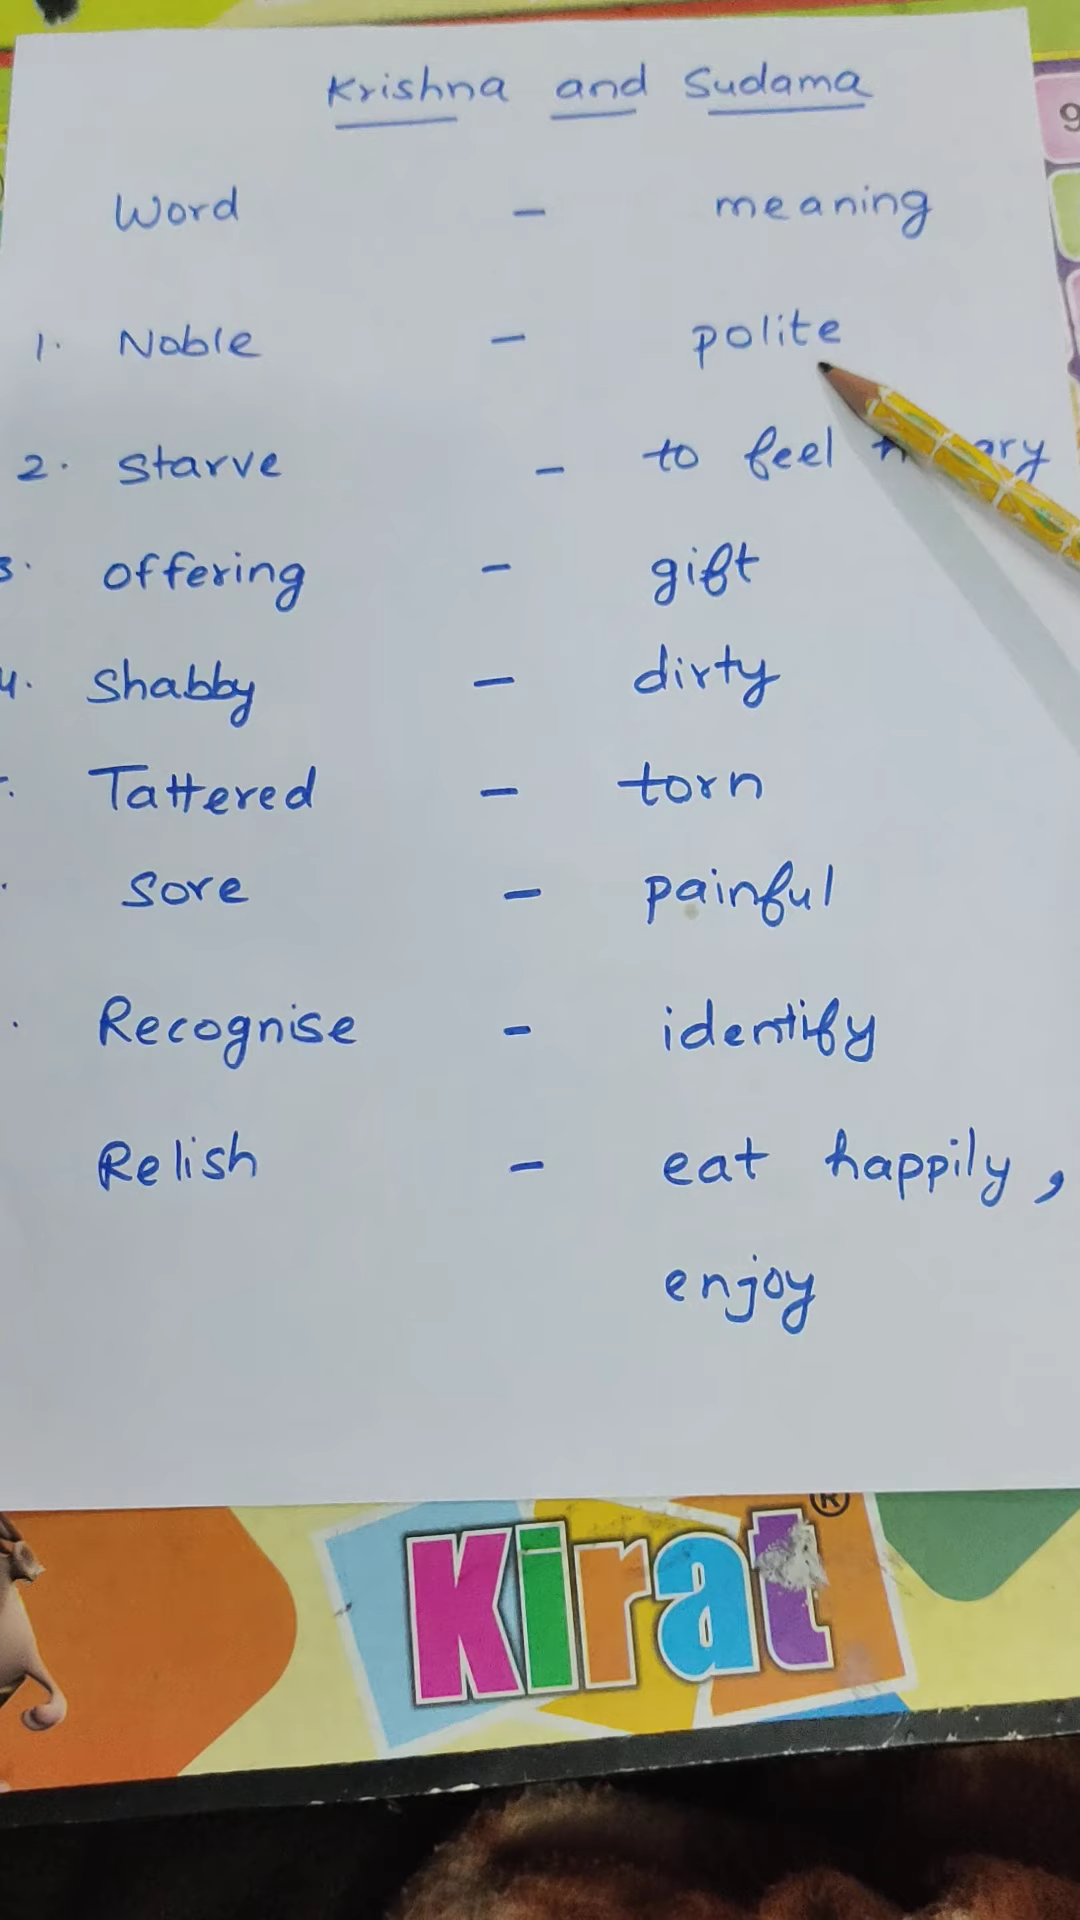 Krishna and Sudama
Word - meaning
1. Noble - polite
2. Starve - to feel
3. offering - gift
4. Shabby - dirty
Tattered - torn
Sore - painful
Recognise - identify
Relish - eat happily,
enjoy
Kirat ®
9